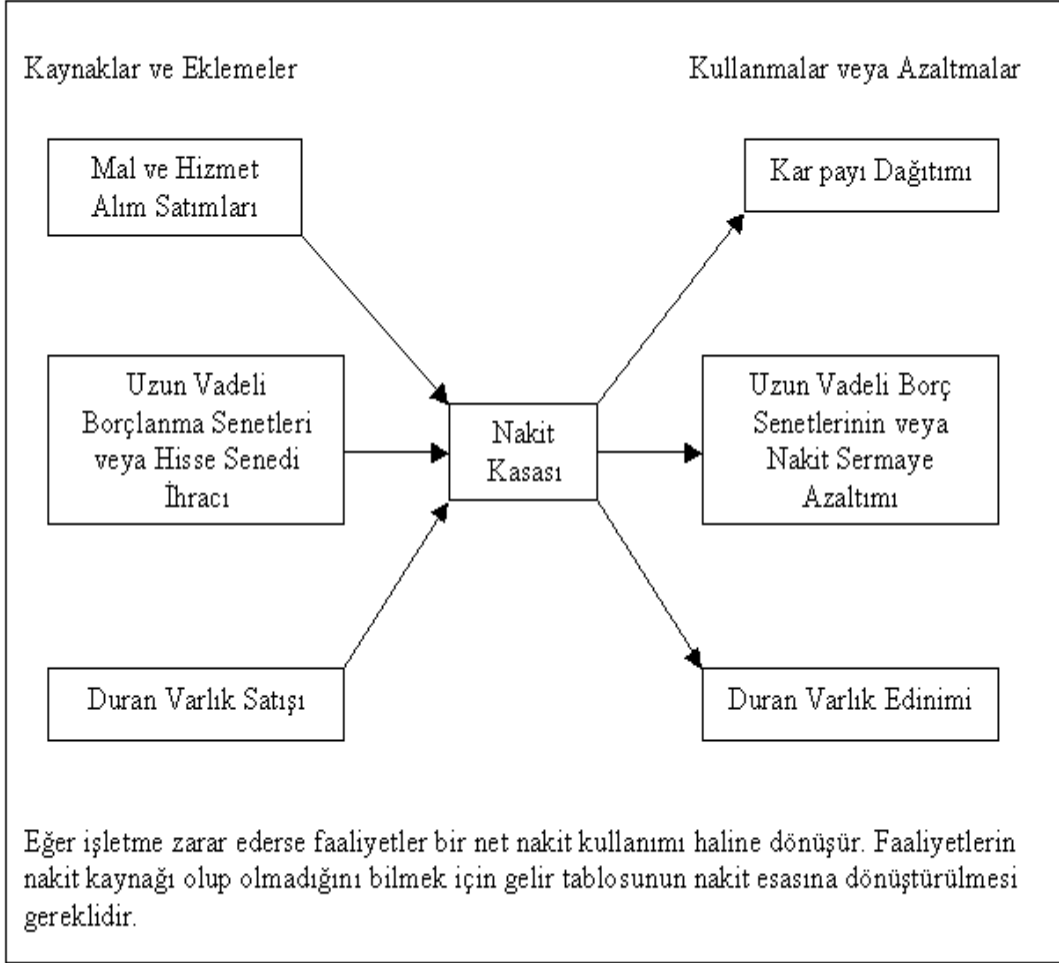 Kaynaklar ve Eklemeler
Kullanmalar veya Azaltmalar
Mal ve Hizmet
Alım Satımları
Kar payı Dağıtımı
Uzun Vadeli
Borçlanma Senetleri
veya Hisse Senedi
İhracı
Nakit
Kasası
Uzun Vadeli Borç
Senetlerinin veya
Nakit Sermaye
Azaltımı
Duran Varlık Satışı
Duran Varlık Edinimi
Eğer işletme zarar ederse faaliyetler bir net nakit kullanımı haline dönüşür. Faaliyetlerin
nakit kaynağı olup olmadığını bilmek için gelir tablosunun nakit esasına dönüştürülmesi
gereklidir.